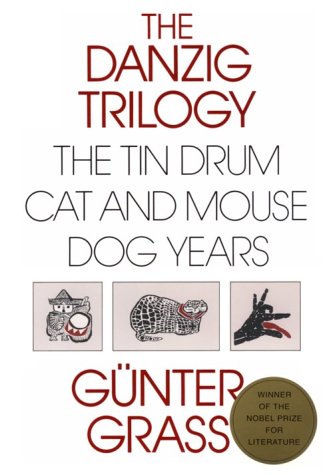 THE
DANZIG
TRILOGY
THE TIN DRUM
CAT AND MOUSE
DOG YEARS
GÜNTER
GRASS
WINNER
OF THE
NOBEL PRIZE
FOR
LITERATURE